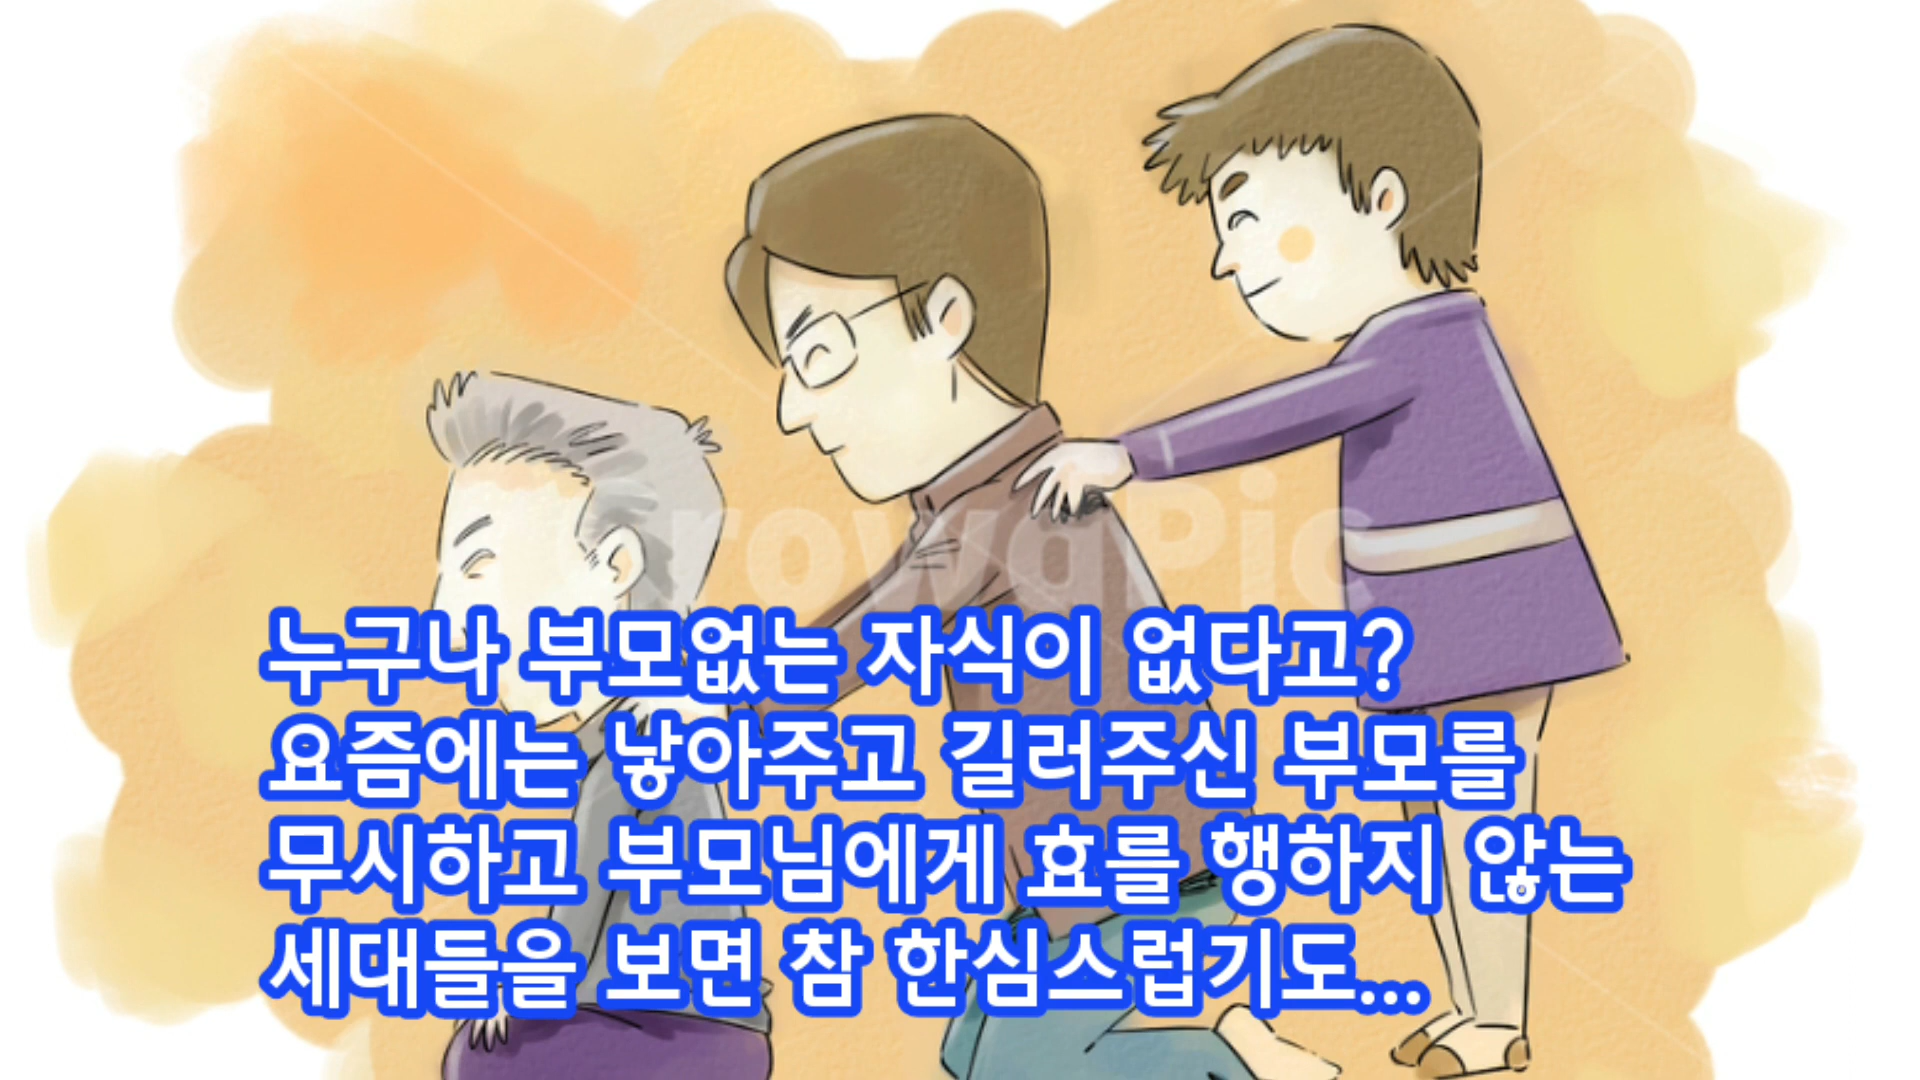 누구나 부모없는 자식이 없다고?
요즘에는 낳아주고 길러주신 부모를
무시하고 부모님에게 효를 행하지 않는
세대들을 보면 참 한심스럽기도...